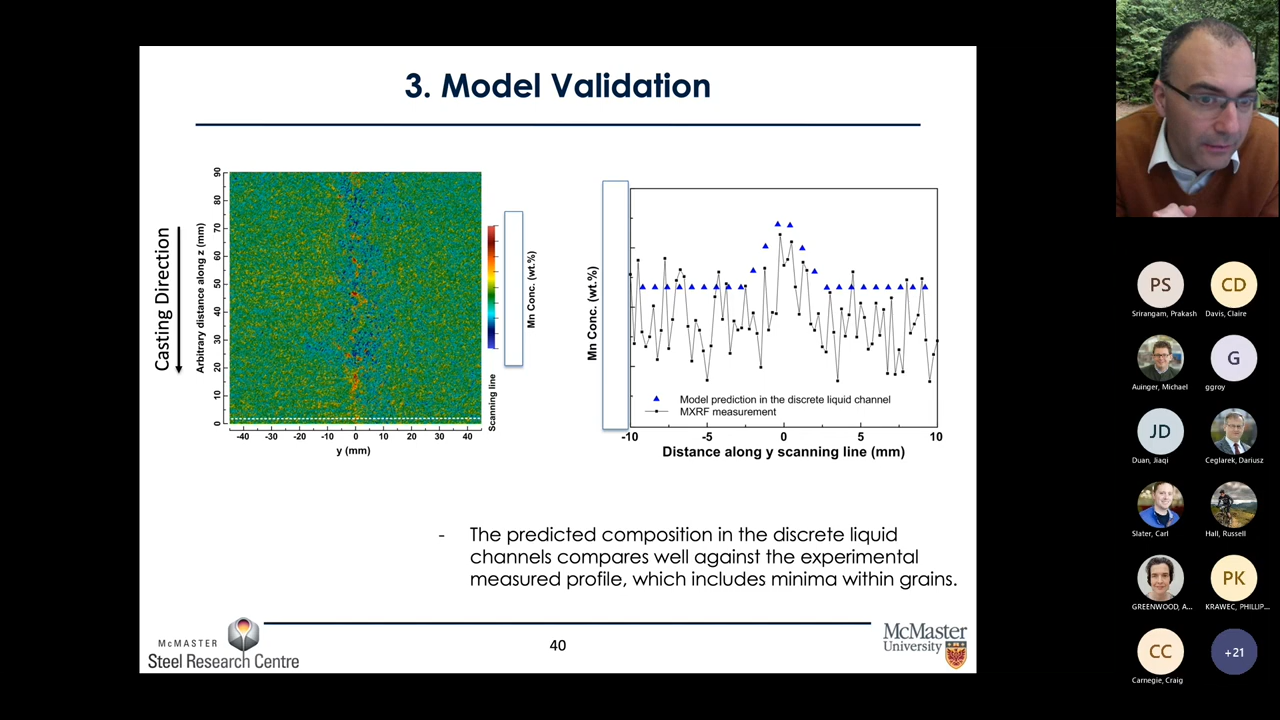 3. Model Validation
Casting Direction
Arbitrary distance along z (mm)
90
80
70
60
50
40
30
20
10
0
-40 -30 -20 -10 0 10 20 30 40
y (mm)
Mn Conc. (wt.%)
Scanning line
Mn Conc. (wt.%)
Model prediction in the discrete liquid channel
MXRF measurement
-10 -5 0 5 10
Distance along y scanning line (mm)
- The predicted composition in the discrete liquid
channels compares well against the experimental
measured profile, which includes minima within grains.
McMASTER
Steel Research Centre
40
McMaster
University
PS
CD
Srirangam, Prakash
Davis, Claire
G
Auinger, Michael
ggroy
JD
Duan, Jiaqi
Ceglarek, Dariusz
Slater, Carl
Hall, Russell
PK
GREENWOOD, A...
KRAWEC, PHILLIP...
CC
+21
Carnegie, Craig